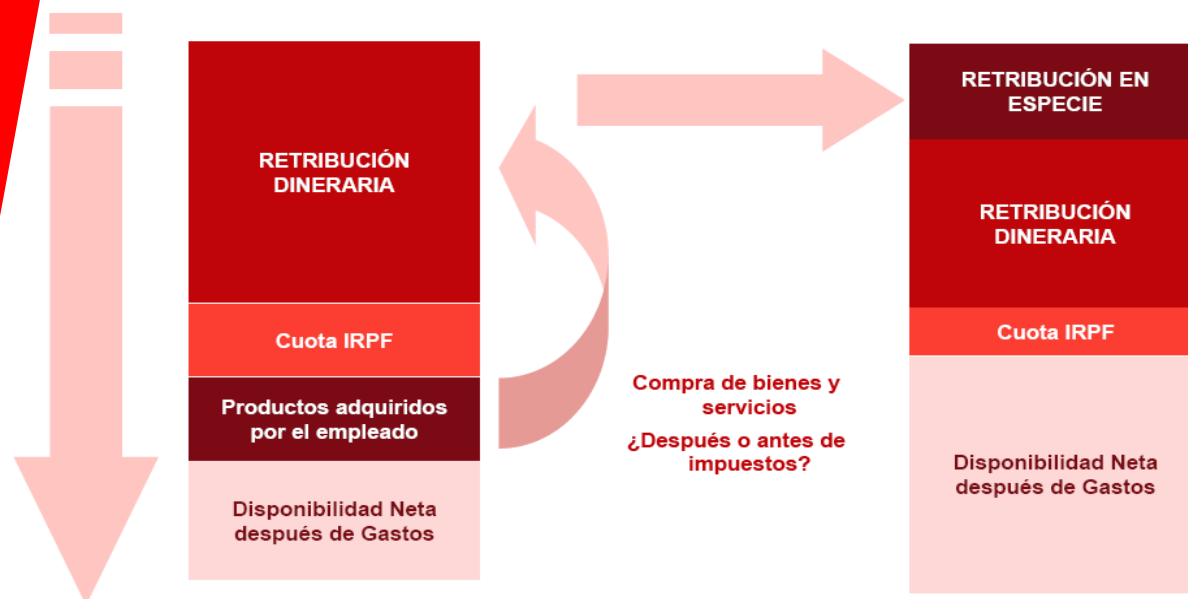 RETRIBUCIÓN
DINERARIA
Cuota IRPF
Productos adquiridos
por el empleado
Disponibilidad Neta
después de Gastos
Compra de bienes y
servicios
¿Después o antes de
impuestos?
RETRIBUCIÓN EN
ESPECIE
RETRIBUCIÓN
DINERARIA
Cuota IRPF
Disponibilidad Neta
después de Gastos